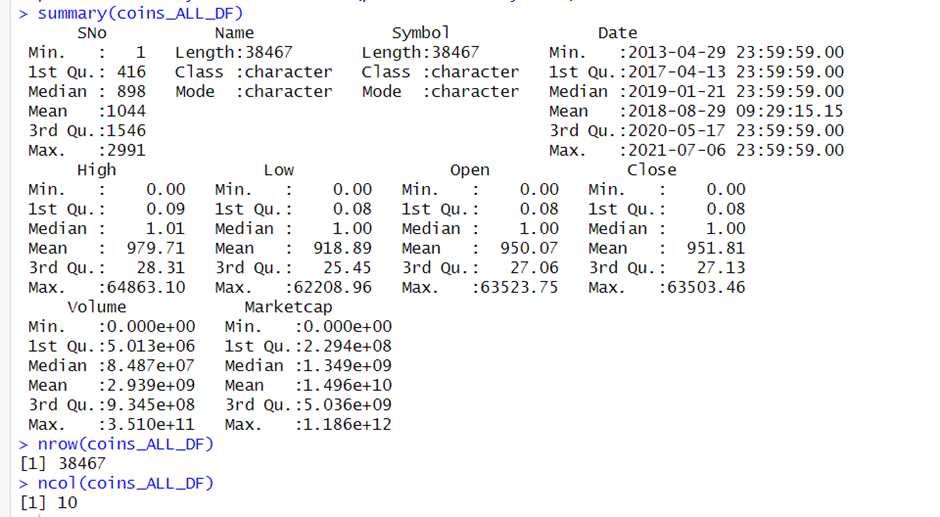 > summary(coins_ALL_DF)
      SNo            Name              Symbol               Date
 Min.   :   1   Length:38467       Length:38467       Min.   :2013-04-29 23:59:59.00
 1st Qu.: 416   Class :character   Class :character   1st Qu.:2017-04-13 23:59:59.00
 Median : 898   Mode  :character   Mode  :character   Median :2019-01-21 23:59:59.00
 Mean   :1044                                         Mean   :2018-08-29 09:29:15.15
 3rd Qu.:1546                                         3rd Qu.:2020-05-17 23:59:59.00
 Max.   :2991                                         Max.   :2021-07-06 23:59:59.00
      High               Low                Open              Close
 Min.   :    0.00   Min.   :    0.00   Min.   :    0.00   Min.   :    0.00
 1st Qu.:    0.09   1st Qu.:    0.08   1st Qu.:    0.08   1st Qu.:    0.08
 Median :    1.01   Median :    1.00   Median :    1.00   Median :    1.00
 Mean   :  979.71   Mean   :  918.89   Mean   :  950.07   Mean   :  951.81
 3rd Qu.:   28.31   3rd Qu.:   25.45   3rd Qu.:   27.06   3rd Qu.:   27.13
 Max.   :64863.10   Max.   :62208.96   Max.   :63523.75   Max.   :63503.46
     Volume            Marketcap
 Min.   :0.000e+00   Min.   :0.000e+00
 1st Qu.:5.013e+06   1st Qu.:2.294e+08
 Median :8.487e+07   Median :1.349e+09
 Mean   :2.939e+09   Mean   :1.496e+10
 3rd Qu.:9.345e+08   3rd Qu.:5.036e+09
 Max.   :3.510e+11   Max.   :1.186e+12
> nrow(coins_ALL_DF)
[1] 38467
> ncol(coins_ALL_DF)
[1] 10